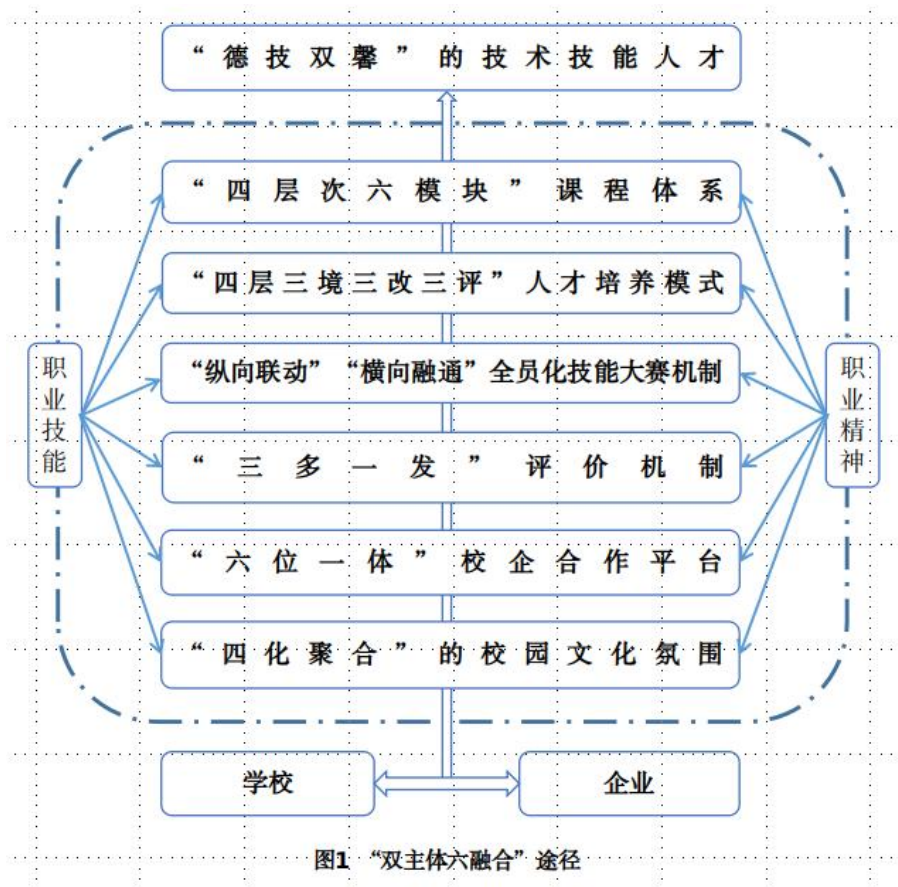 “德技双馨”的技术技能人才
“四层次六模块”课程体系
“四层三境三改三评”人才培养模式
“纵向联动”“横向融通”全员化技能大赛机制
职业技能
职业精神
“三多一发”评价机制
“六位一体”校企合作平台
“四化聚合”的校园文化氛围
学校
企业
图1 “双主体六融合”途径